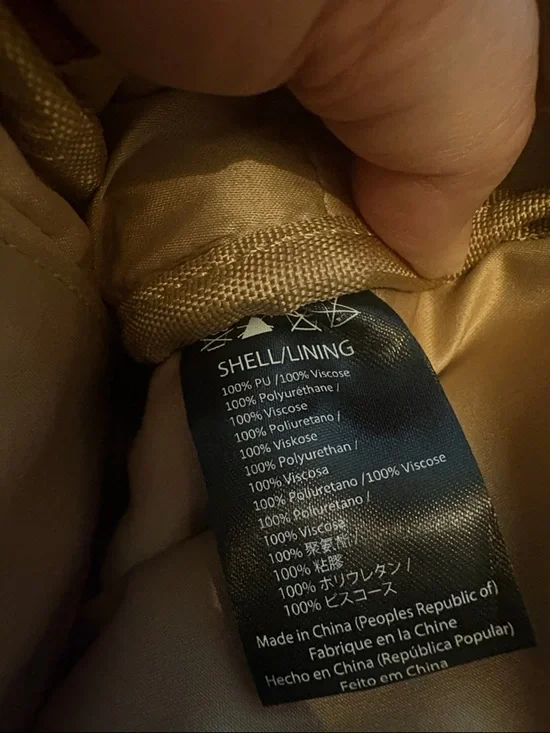 SHELL/LINING
100% PU /100% Viscose
100% Polyuréthane /
100% Viscose
100% Poliuretano /
100% Viskose
100% Polyurethan /
100% Viscosa
100% Poliuretano /100% Viscose
100% Poliuretano /
100% Viscose
100% 聚氨酯 /
100% 粘膠
100% ポリウレタン /
100% ビスコース
Made in China (Peoples Republic of)
Fabrique en la Chine
Hecho en China (República Popular)
Feito em China